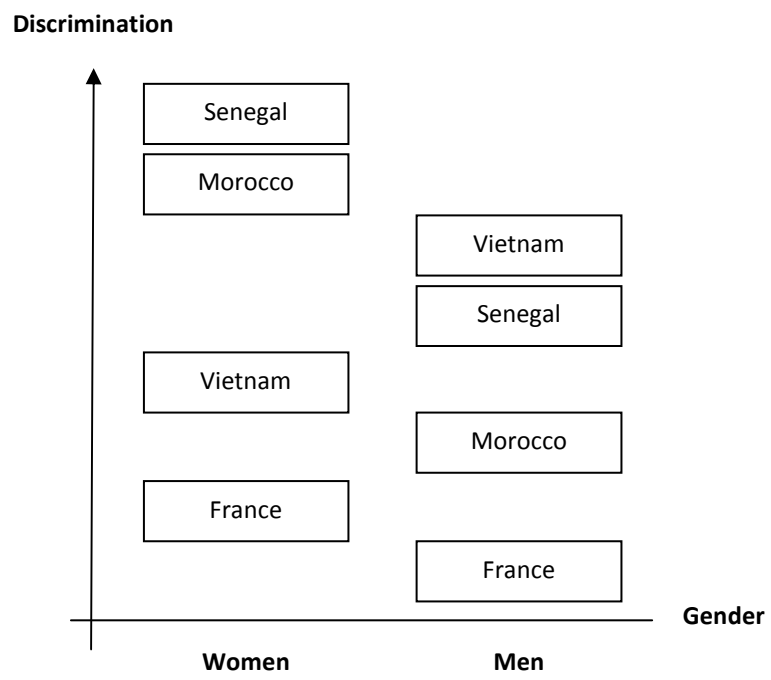 Discrimination
Senegal
Morocco
Vietnam
Senegal
Vietnam
Morocco
France
France
Gender
Women Men